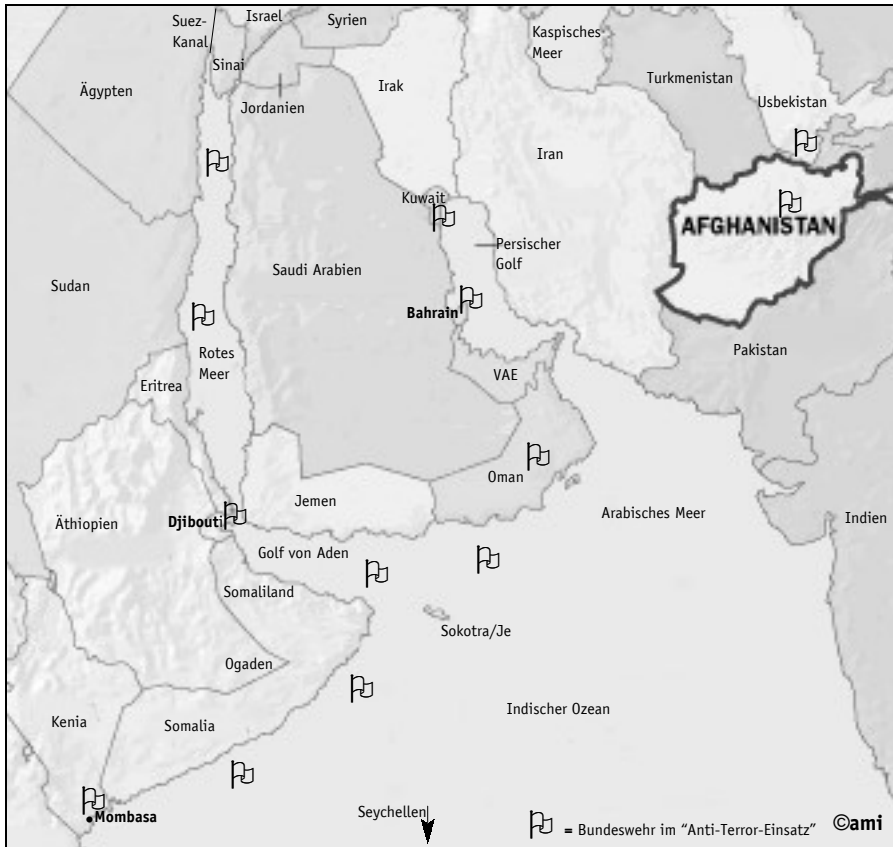 Suez-
Kanal
Israel
Syrien
Kaspisches
Meer
Sinai
Turkmenistan
Ägypten
Jordanien
Irak
Usbekistan
Iran
Kuwait
AFGHANISTAN
Persischer
Golf
Saudi Arabien
Sudan
Bahrain
Pakistan
Rotes
Meer
VAE
Eritrea
Oman
Jemen
Arabisches Meer
Äthiopien
Djibouti
Indien
Golf von Aden
Somaliland
Sokotra/Je
Ogaden
Indischer Ozean
Kenia
Somalia
Mombasa
Seychellen
= Bundeswehr im "Anti-Terror-Einsatz"
©ami